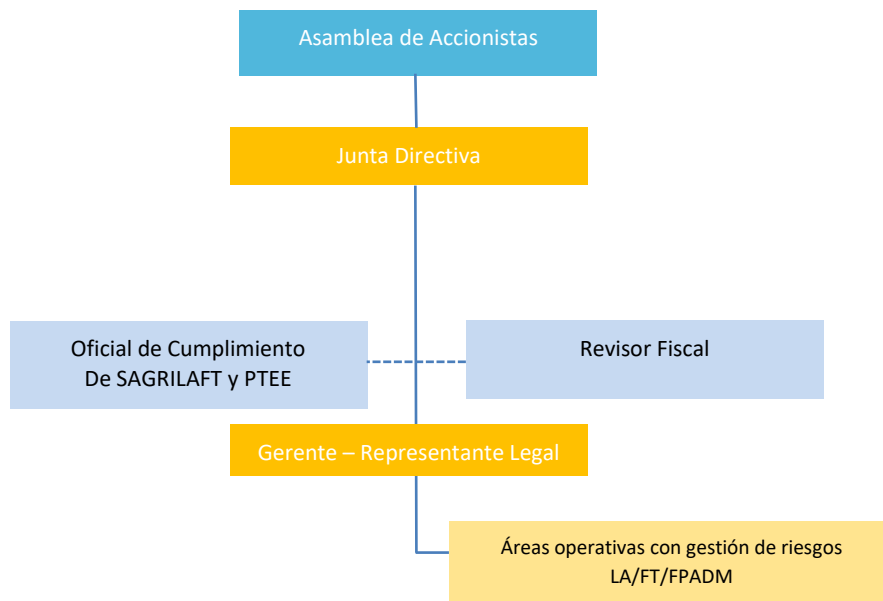 Asamblea de Accionistas
Junta Directiva
Oficial de Cumplimiento
De SAGRILAFT y PTEE
Revisor Fiscal
Gerente – Representante Legal
Áreas operativas con gestión de riesgos
LA/FT/FPADM